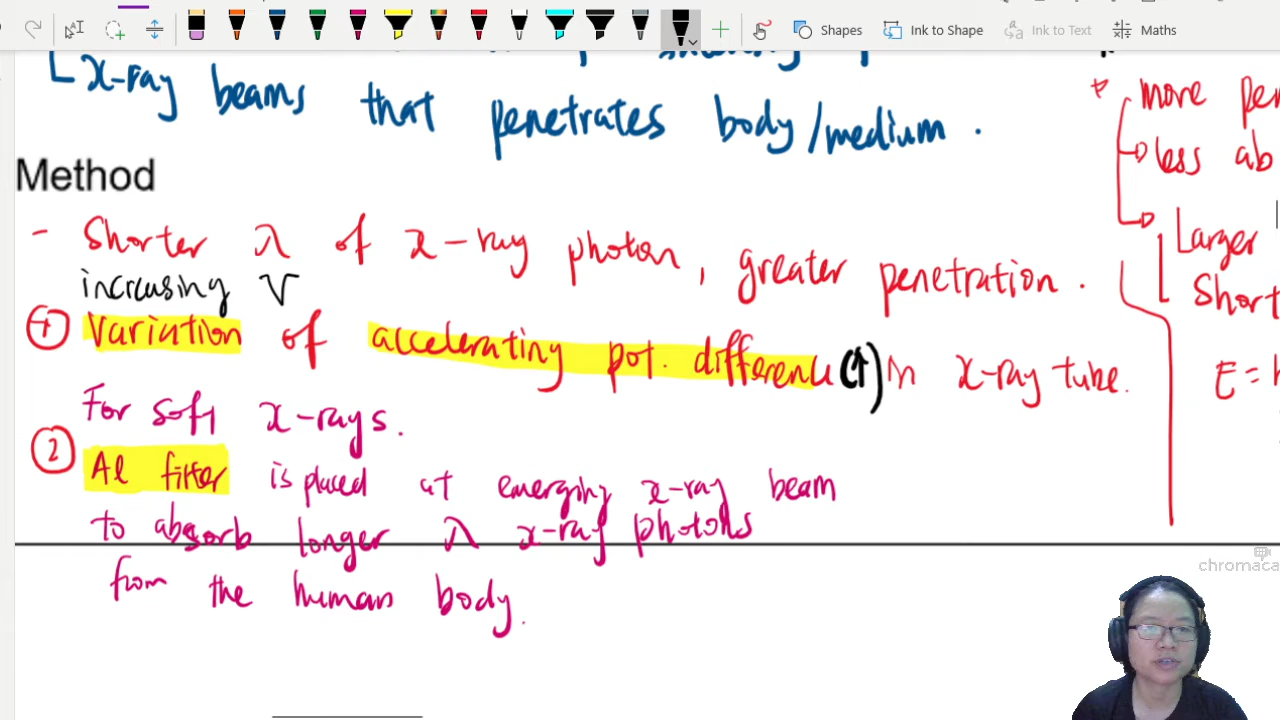 Shapes
Ink to Shape
Ink to Text
Maths
x-ray beams that penetrates body/medium.
Method
- Shorter λ of x-ray photon, greater penetration.
increasing V
① Variation of accelerating pot. difference (↑) in x-ray tube.
For soft x-rays.
② Al filter is placed at emerging x-ray beam
to absorb longer λ x-ray photons
from the human body.
* more pen
less ab
Larger
Short
E = h
chromaca